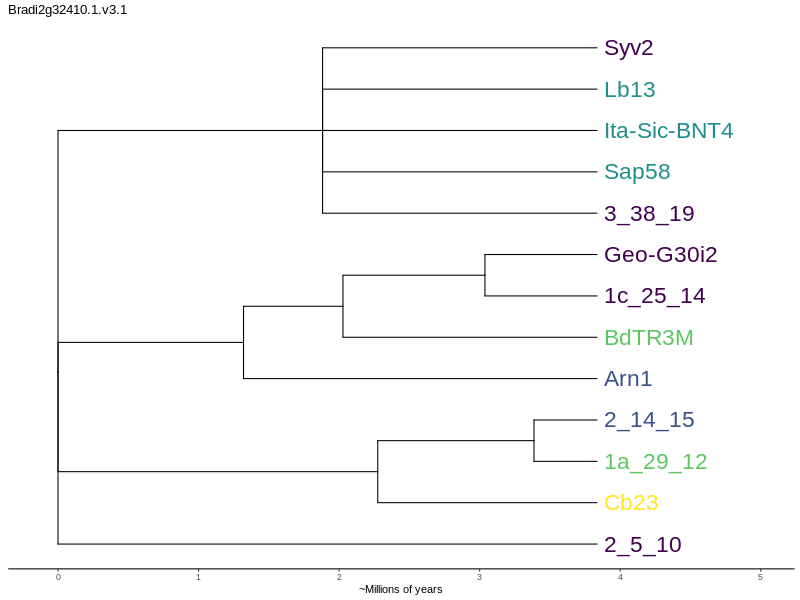 Bradi2g32410.1.v3.1
Syv2
Lb13
Ita-Sic-BNT4
Sap58
3_38_19
Geo-G30i2
1c_25_14
BdTR3M
Arn1
2_14_15
1a_29_12
Cb23
2_5_10
0 1 2 3 4 5
~Millions of years